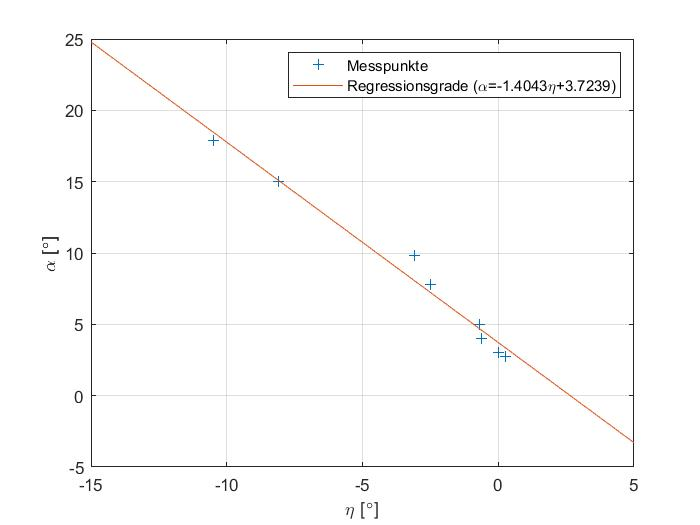 25
20
15
10
5
0
-5
α [°]
Messpunkte
Regressionsgrade (α=-1.4043η+3.7239)
-15 -10 -5 0 5
η [°]